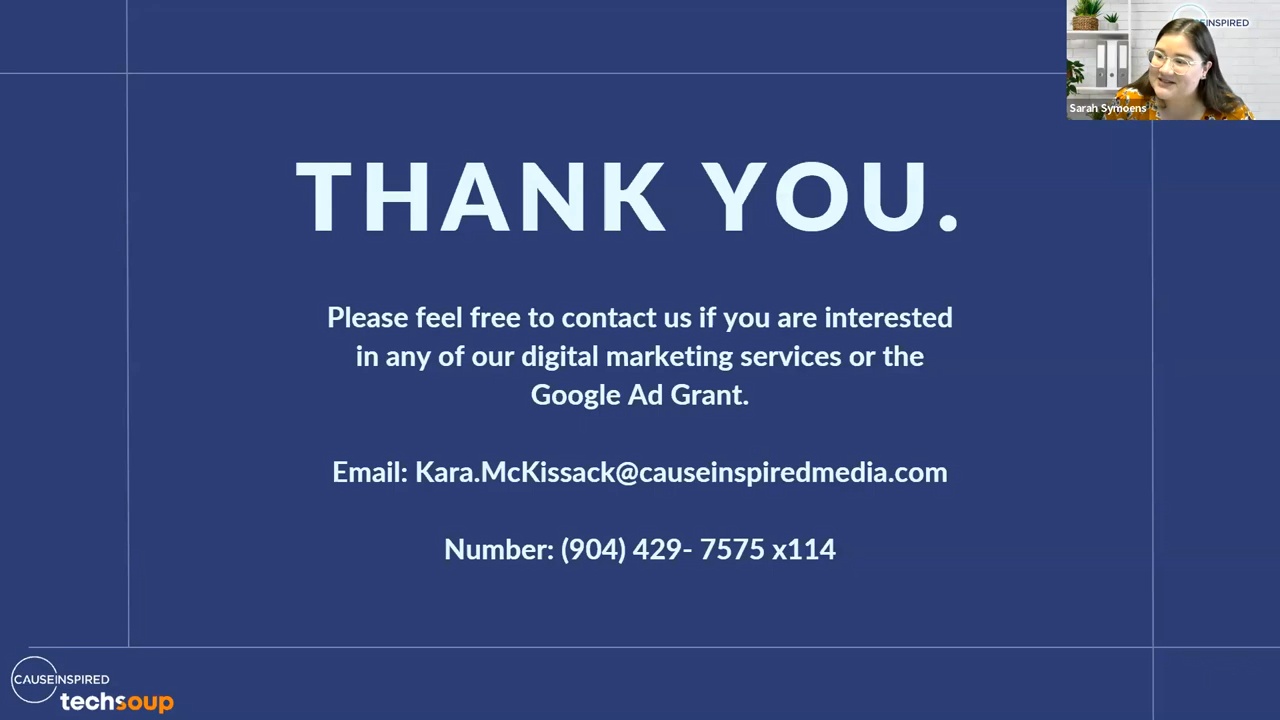 EINSPIRED
Sarah Symoens
THANK YOU.
Please feel free to contact us if you are interested
in any of our digital marketing services or the
Google Ad Grant.
Email: Kara.McKissack@causeinspiredmedia.com
Number: (904) 429- 7575 x114
CAUSEINSPIRED
techsoup